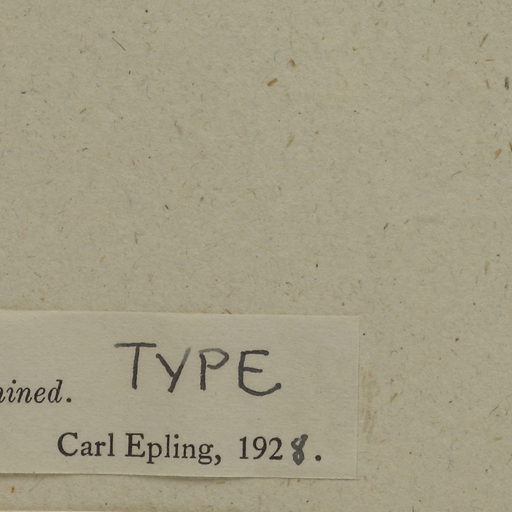 TYPE
ined.
Carl Epling, 1928.